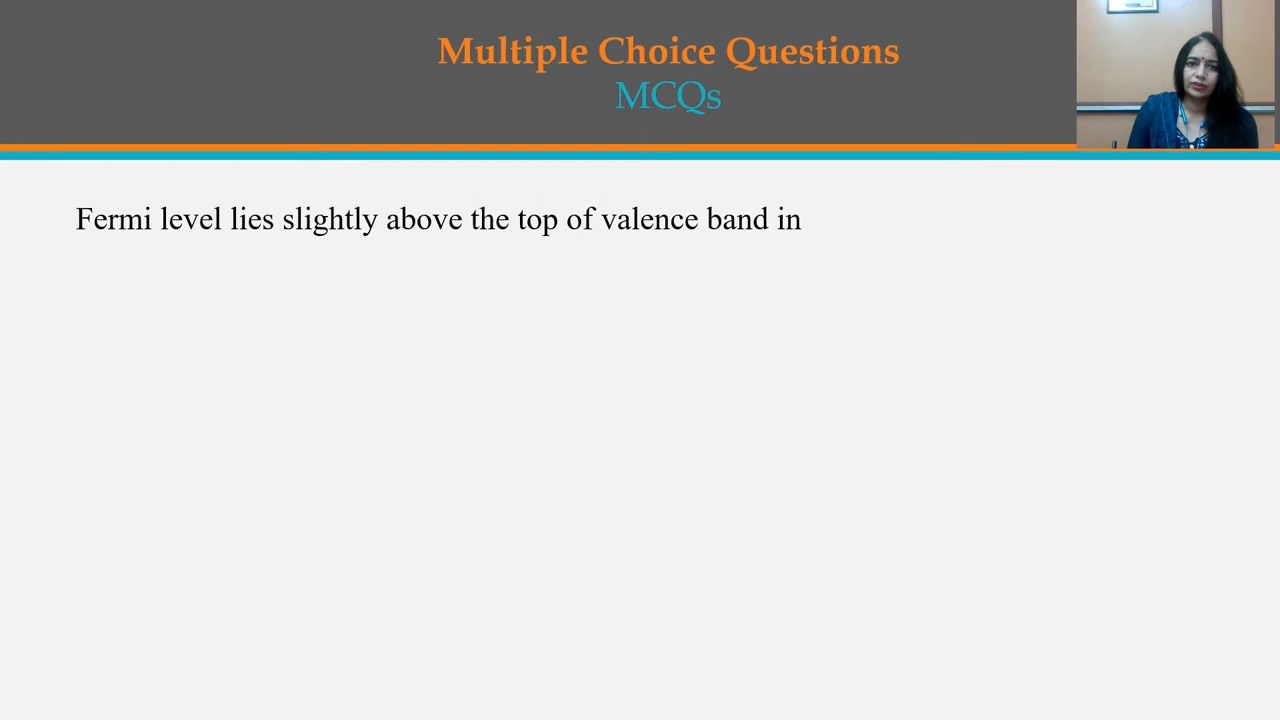 Multiple Choice Questions
MCQs
Fermi level lies slightly above the top of valence band in